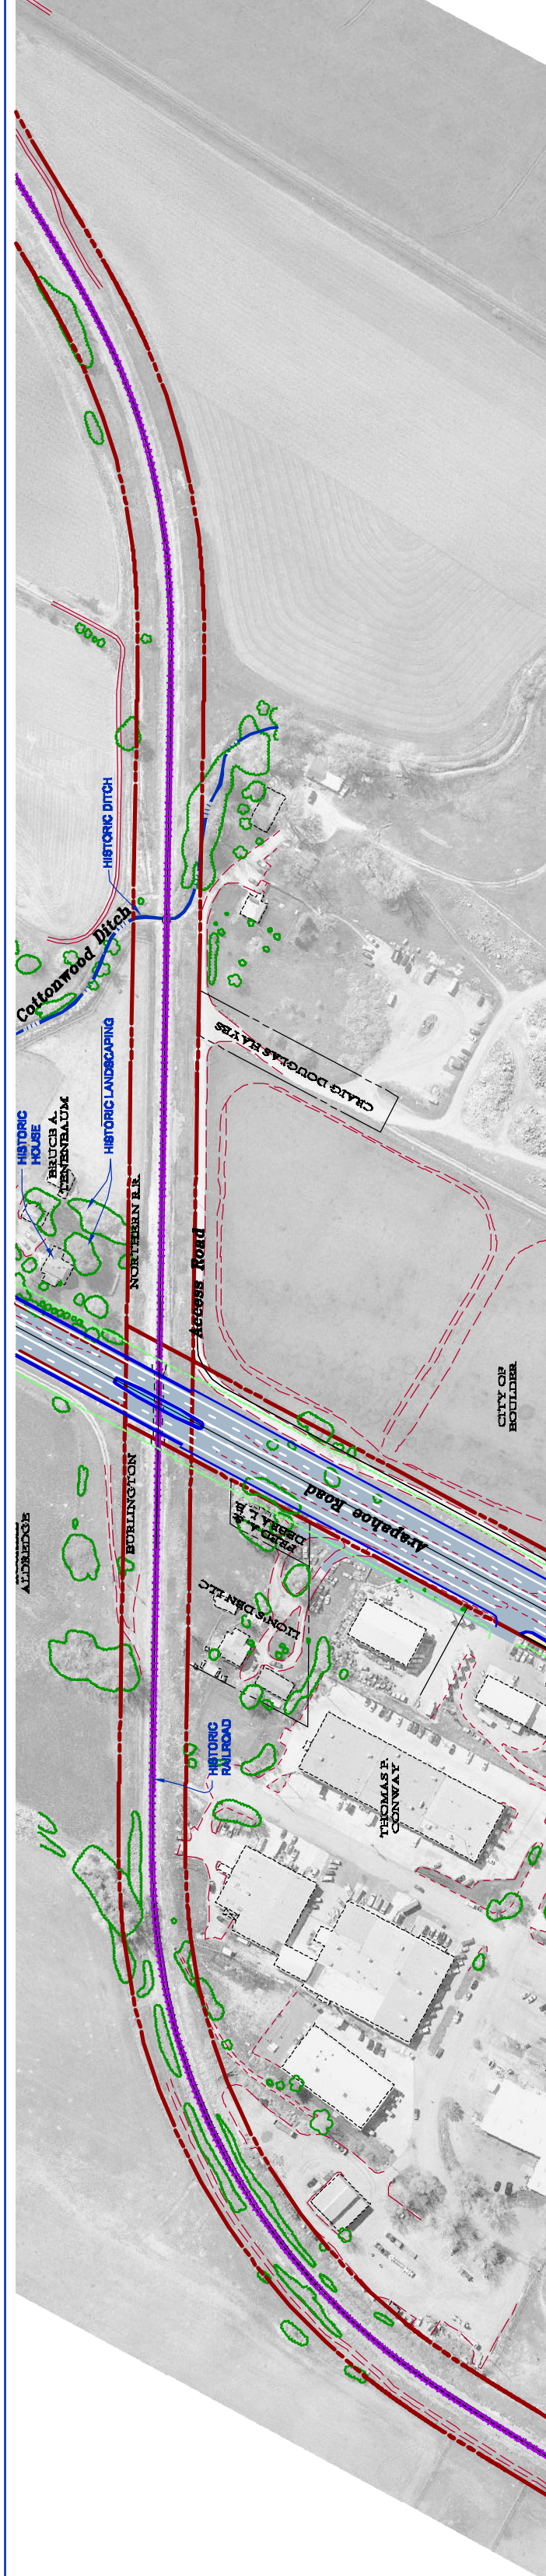 HISTORIC DITCH
Cottonwood Ditch
HISTORIC LANDSCAPING
CRAIG DOUGLAS HAYES
HISTORIC
HOUSE
BRUCE A.
TENENBAUM
NORTHERN R.R.
Access Road
CITY OF
BOULDER
Arapahoe Road
BURLINGTON
ALDREDGE
FRED A. &
DEBRA L.
LION'S DEN LLC
HISTORIC
RAILROAD
THOMAS P.
CONWAY